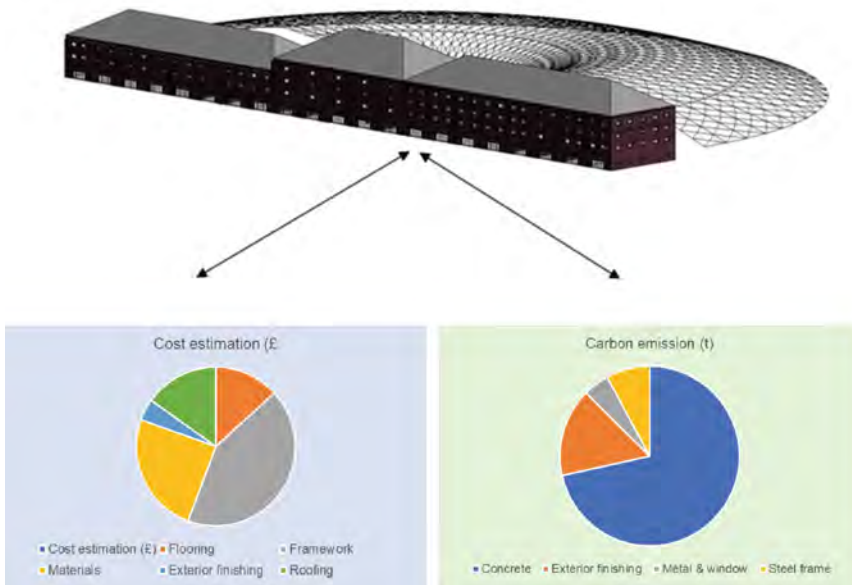 Cost estimation (£
Cost estimation (£) Flooring Framework
Materials Exterior finishing Roofing
Carbon emission (t)
Concrete Exterior finishing Metal & window Steel frame